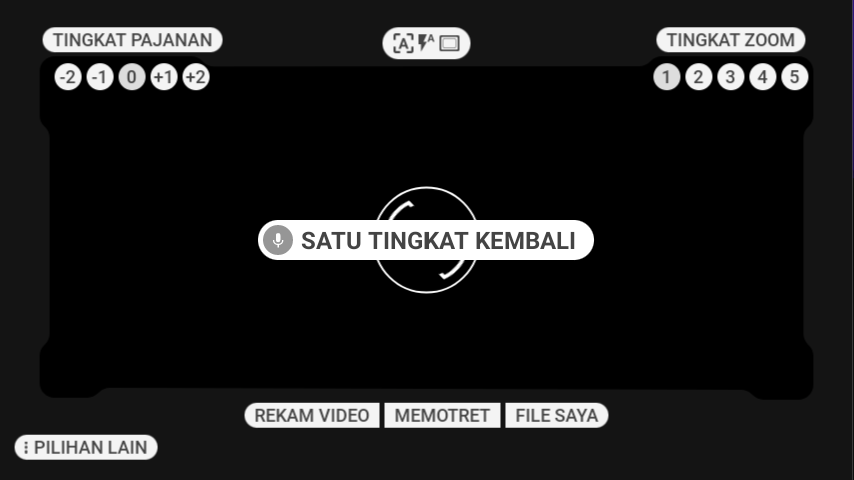 TINGKAT PAJANAN
A A
TINGKAT ZOOM
-2 -1 0 +1 +2
1 2 3 4 5
SATU TINGKAT KEMBALI
REKAM VIDEO MEMOTRET FILE SAYA
PILIHAN LAIN